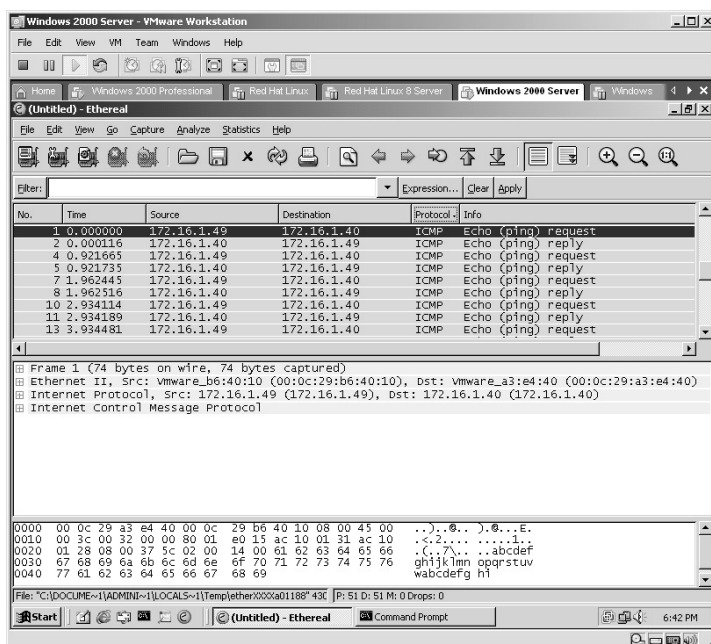 Windows 2000 Server - VMware Workstation
File Edit View VM Team Windows Help
Home Windows 2000 Professional Red Hat Linux Red Hat Linux 8 Server Windows 2000 Server Windows
(Untitled) - Ethereal
File Edit View Go Capture Analyze Statistics Help
Filter: Expression... Clear Apply
No. Time Source Destination Protocol Info
1 0.000000 172.16.1.49 172.16.1.40 ICMP Echo (ping) request
2 0.000116 172.16.1.40 172.16.1.49 ICMP Echo (ping) reply
4 0.921665 172.16.1.49 172.16.1.40 ICMP Echo (ping) request
5 0.921735 172.16.1.40 172.16.1.49 ICMP Echo (ping) reply
7 1.962445 172.16.1.49 172.16.1.40 ICMP Echo (ping) request
8 1.962516 172.16.1.40 172.16.1.49 ICMP Echo (ping) reply
10 2.934114 172.16.1.49 172.16.1.40 ICMP Echo (ping) request
11 2.934189 172.16.1.40 172.16.1.49 ICMP Echo (ping) reply
13 3.934481 172.16.1.49 172.16.1.40 ICMP Echo (ping) request
Frame 1 (74 bytes on wire, 74 bytes captured)
Ethernet II, Src: Vmware_b6:40:10 (00:0c:29:b6:40:10), Dst: Vmware_a3:e4:40 (00:0c:29:a3:e4:40)
Internet Protocol, Src: 172.16.1.49 (172.16.1.49), Dst: 172.16.1.40 (172.16.1.40)
Internet Control Message Protocol
0000 00 0c 29 a3 e4 40 00 0c 29 b6 40 10 08 00 45 00 ..)..@.. ).@...E.
0010 00 3c 00 32 00 00 80 01 e0 15 ac 10 01 31 ac 10 .<.2.... .....1..
0020 01 28 08 00 37 5c 02 00 14 00 61 62 63 64 65 66 .(..7\.. ..abcdef
0030 67 68 69 6a 6b 6c 6d 6e 6f 70 71 72 73 74 75 76 ghijklmn opqrstuv
0040 77 61 62 63 64 65 66 67 68 69 wabcdefg hi
File: "C:\DOCUME~1\ADMINI~1\LOCALS~1\Temp\etherXXXXa01188" 430 P: 51 D: 51 M: 0 Drops: 0
Start (Untitled) - Ethereal Command Prompt 6:42 PM